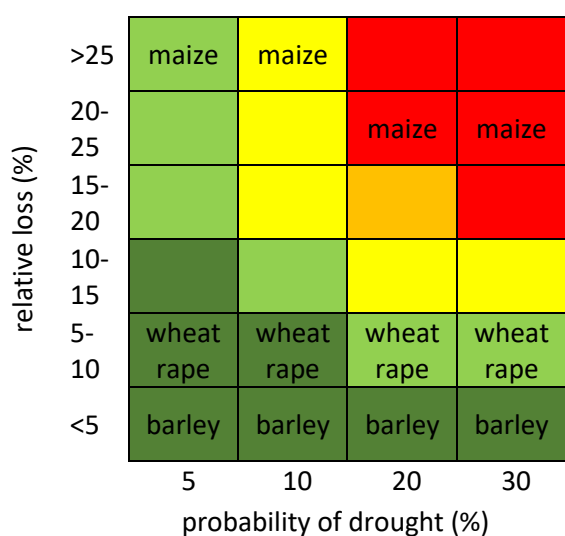 relative loss (%)
>25 maize maize
20-
25 maize maize
15-
20
10-
15
5- wheat wheat wheat wheat
10 rape rape rape rape
<5 barley barley barley barley
5 10 20 30
probability of drought (%)